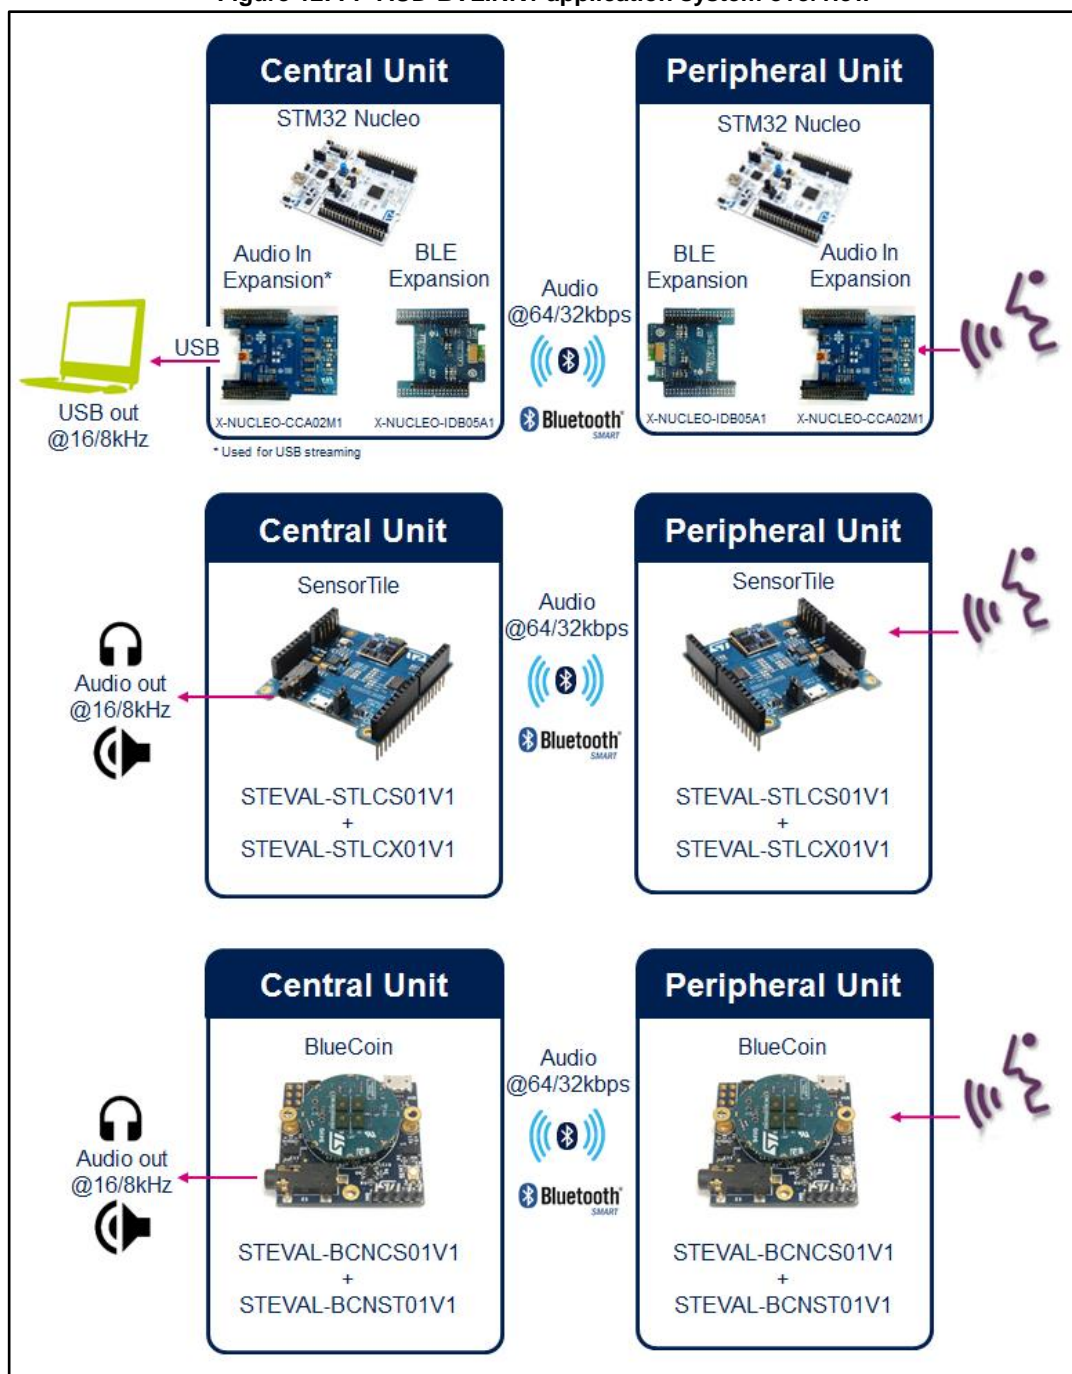 Central Unit
Peripheral Unit
STM32 Nucleo
STM32 Nucleo
Audio In
Expansion*
BLE
Expansion
Audio
@64/32kbps
BLE
Expansion
Audio In
Expansion
USB
USB out
@16/8kHz
X-NUCLEO-CCA02M1
X-NUCLEO-IDB05A1
Bluetooth
SMART
X-NUCLEO-IDB05A1
X-NUCLEO-CCA02M1
* Used for USB streaming
Central Unit
Peripheral Unit
SensorTile
SensorTile
Audio
@64/32kbps
Audio out
@16/8kHz
Bluetooth
SMART
STEVAL-STLCS01V1
+
STEVAL-STLCX01V1
STEVAL-STLCS01V1
+
STEVAL-STLCX01V1
Central Unit
Peripheral Unit
BlueCoin
BlueCoin
Audio
@64/32kbps
Audio out
@16/8kHz
Bluetooth
SMART
STEVAL-BCNCS01V1
+
STEVAL-BCNST01V1
STEVAL-BCNCS01V1
+
STEVAL-BCNST01V1